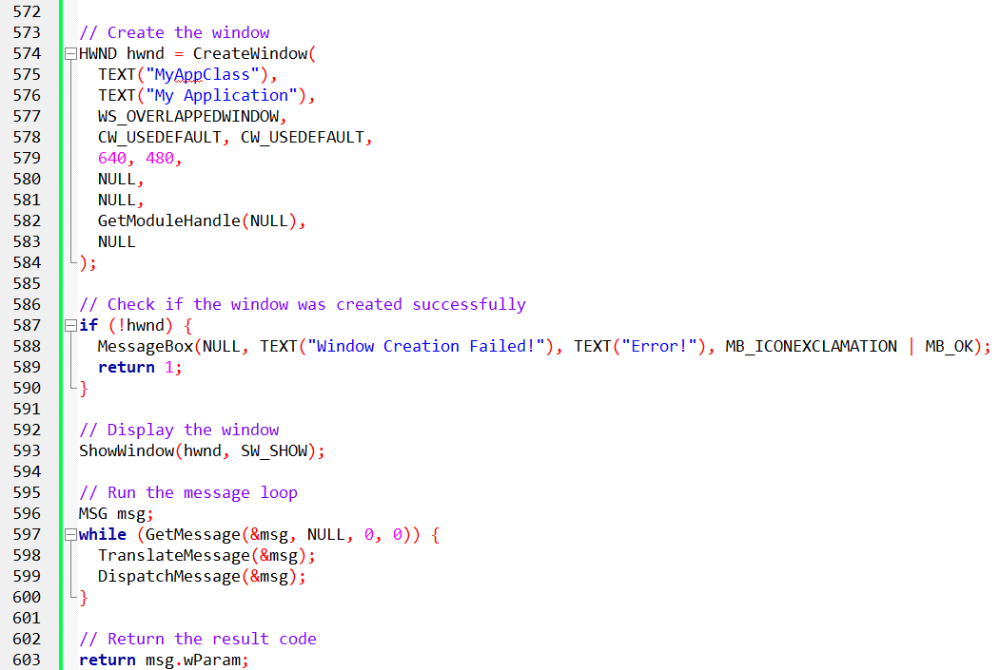 572
573 // Create the window
574 HWND hwnd = CreateWindow(
575 TEXT("MyAppClass"),
576 TEXT("My Application"),
577 WS_OVERLAPPEDWINDOW,
578 CW_USEDEFAULT, CW_USEDEFAULT,
579 640, 480,
580 NULL,
581 NULL,
582 GetModuleHandle(NULL),
583 NULL
584 );
585
586 // Check if the window was created successfully
587 if (!hwnd) {
588 MessageBox(NULL, TEXT("Window Creation Failed!"), TEXT("Error!"), MB_ICONEXCLAMATION | MB_OK);
589 return 1;
590 }
591
592 // Display the window
593 ShowWindow(hwnd, SW_SHOW);
594
595 // Run the message loop
596 MSG msg;
597 while (GetMessage(&msg, NULL, 0, 0)) {
598 TranslateMessage(&msg);
599 DispatchMessage(&msg);
600 }
601
602 // Return the result code
603 return msg.wParam;